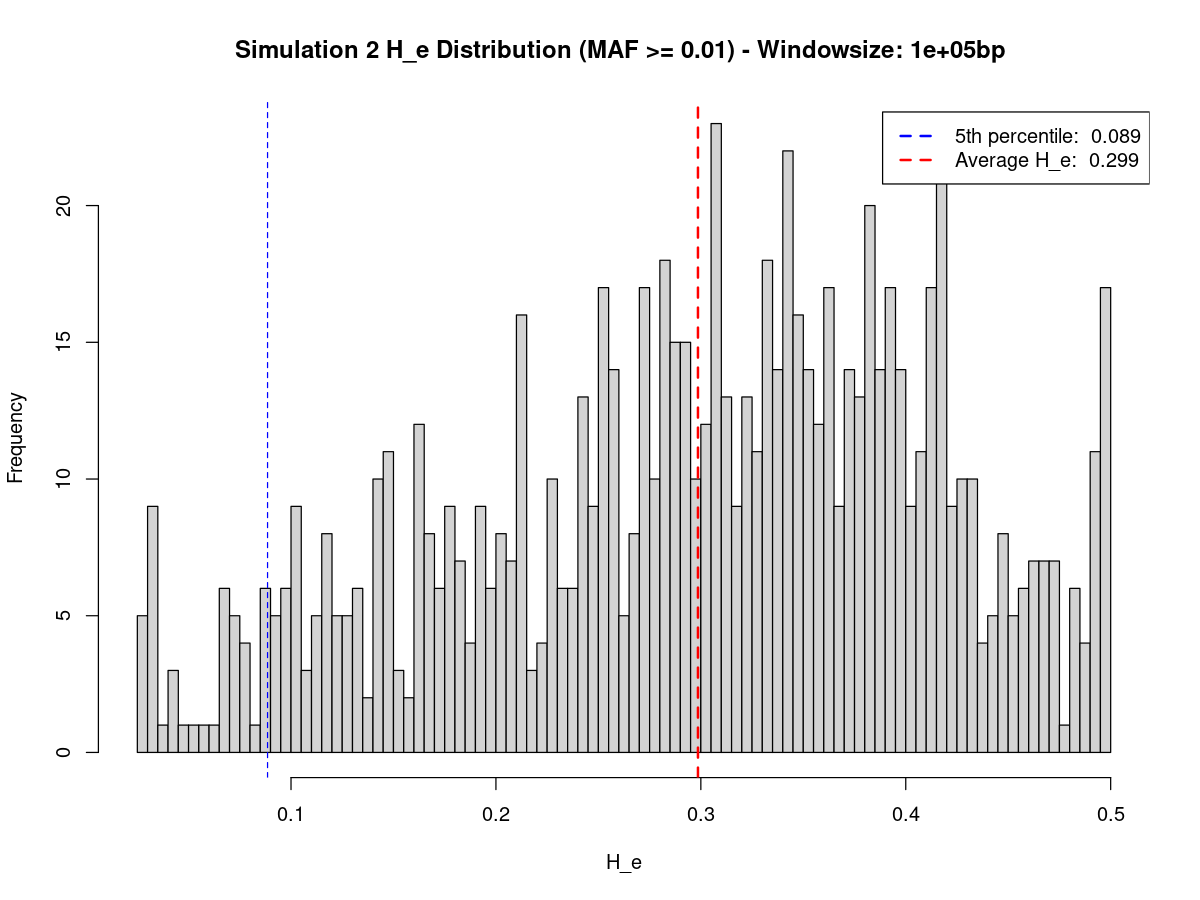 Simulation 2 H_e Distribution (MAF >= 0.01) - Windowsize: 1e+05bp
5th percentile: 0.089
Average H_e: 0.299
Frequency
20
15
10
5
0
0.1 0.2 0.3 0.4 0.5
H_e